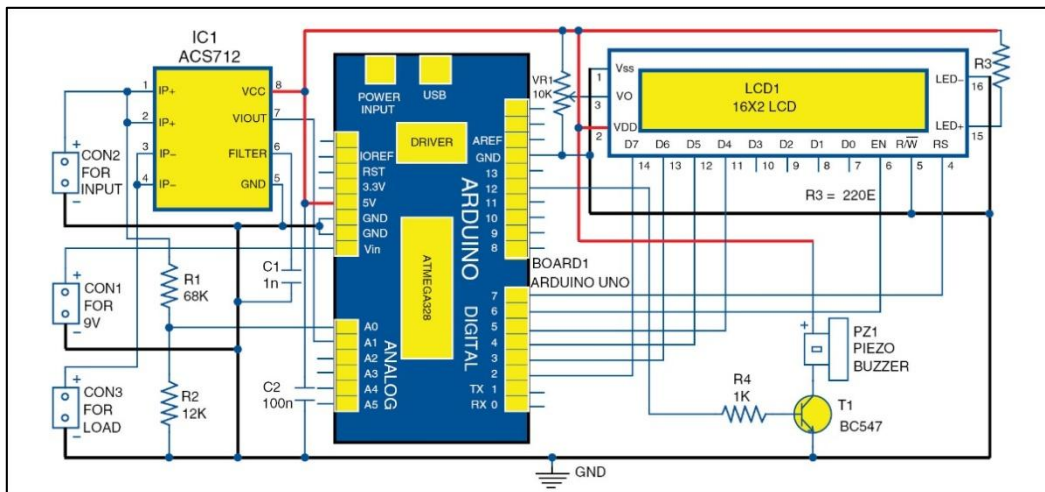 IC1
ACS712
1 IP+
2 IP+
3 IP−
4 IP−
VCC 8
VIOUT 7
FILTER 6
GND 5
+
CON2
FOR
INPUT
−
+
CON1
FOR
9V
−
+
CON3
FOR
LOAD
−
R1
68K
R2
12K
C1
1n
C2
100n
POWER
INPUT
USB
DRIVER
IOREF
RST
3.3V
5V
GND
GND
Vin
ATMEGA328
ARDUINO
A0
A1
A2
A3
A4
A5
ANALOG
AREF
GND
13
12
11
10
9
8
BOARD1
ARDUINO UNO
DIGITAL
7
6
5
4
3
2
TX 1
RX 0
VR1
10K
1 Vss
3 VO
2 VDD
LCD1
16X2 LCD
LED− 16
LED+ 15
R3
D7 D6 D5 D4 D3 D2 D1 D0 EN R/W RS
14 13 12 11 10 9 8 7 6 5 4
R3 = 220E
+
PZ1
PIEZO
BUZZER
−
R4
1K
T1
BC547
GND